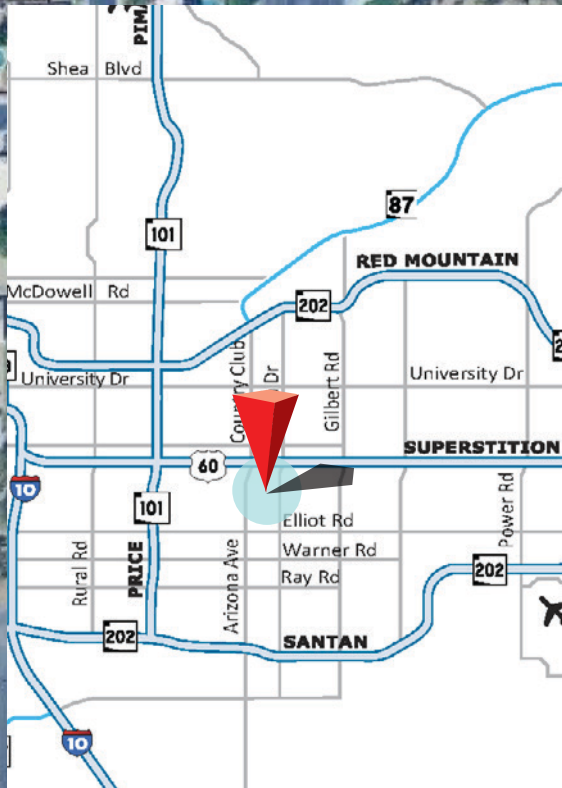 PIMA
Shea Blvd
101
87
RED MOUNTAIN
McDowell Rd
202
University Dr
Country Club
Dr
Gilbert Rd
University Dr
SUPERSTITION
60
10
101
Elliot Rd
Warner Rd
Ray Rd
Rural Rd
PRICE
Arizona Ave
Power Rd
202
202
SANTAN
10